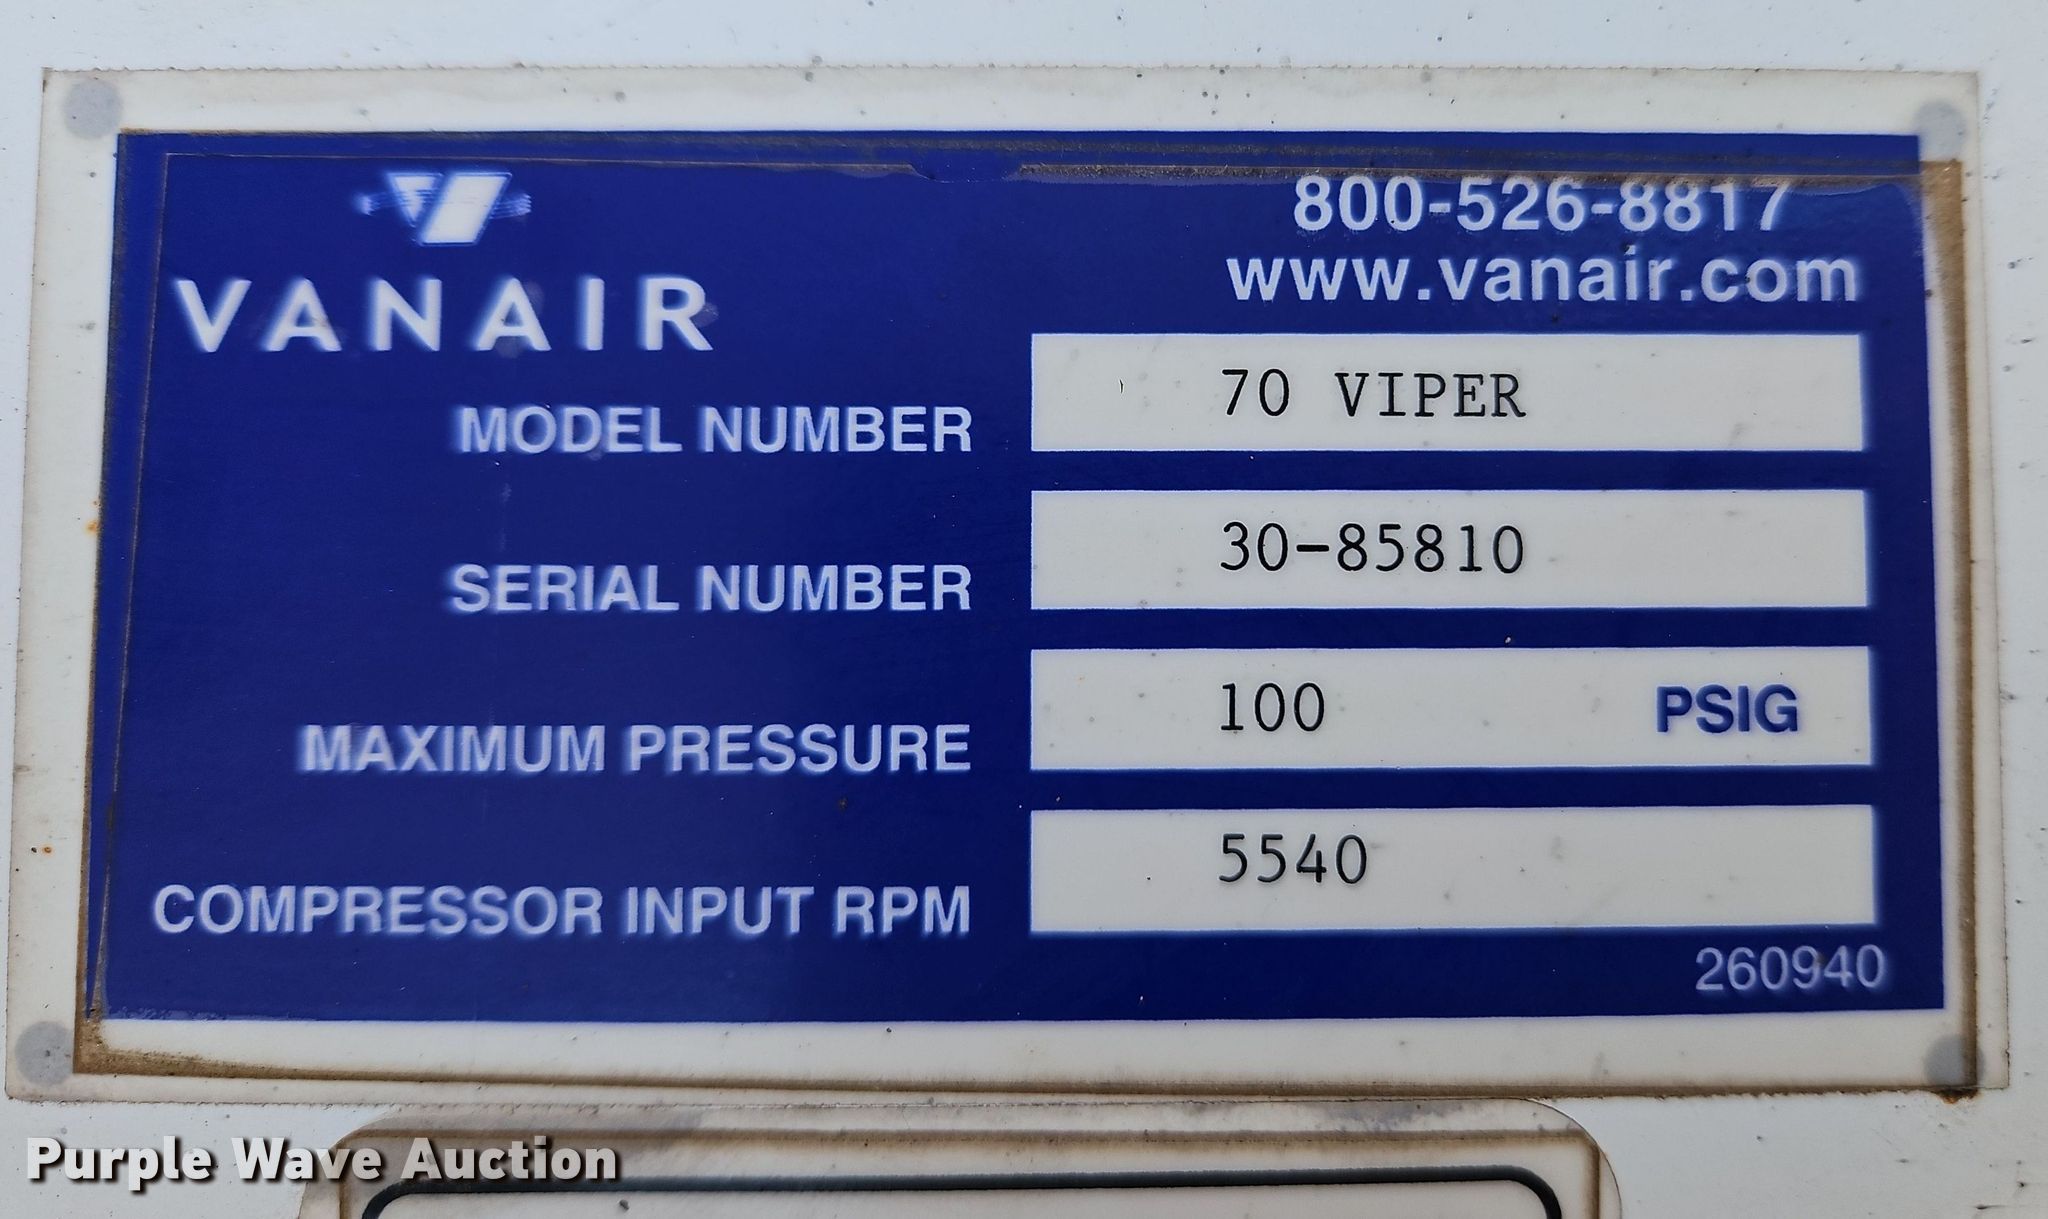 800-526-8817
www.vanair.com
VANAIR
MODEL NUMBER 70 VIPER
SERIAL NUMBER 30-85810
MAXIMUM PRESSURE 100 PSIG
COMPRESSOR INPUT RPM 5540
260940
Purple Wave Auction